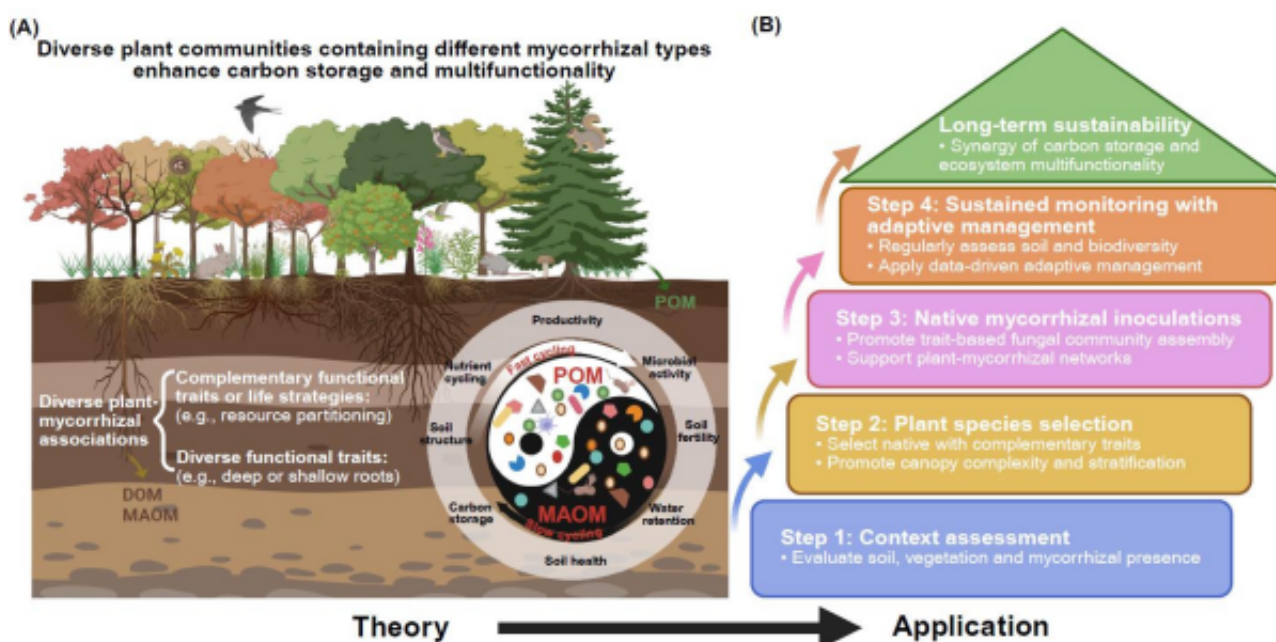 (A)
Diverse plant communities containing different mycorrhizal types
enhance carbon storage and multifunctionality
POM
Diverse plant-
mycorrhizal
associations
Complementary functional
traits or life strategies:
(e.g., resource partitioning)
Diverse functional traits:
(e.g., deep or shallow roots)
DOM
MAOM
Productivity
Nutrient
cycling
Fast cycling
Microbial
activity
POM
Soil
structure
Soil
fertility
MAOM
Carbon
storage
Slow cycling
Water
retention
Soil health
(B)
Long-term sustainability
• Synergy of carbon storage and
ecosystem multifunctionality
Step 4: Sustained monitoring with
adaptive management
• Regularly assess soil and biodiversity
• Apply data-driven adaptive management
Step 3: Native mycorrhizal inoculations
• Promote trait-based fungal community assembly
• Support plant-mycorrhizal networks
Step 2: Plant species selection
• Select native with complementary traits
• Promote canopy complexity and stratification
Step 1: Context assessment
• Evaluate soil, vegetation and mycorrhizal presence
Theory
Application